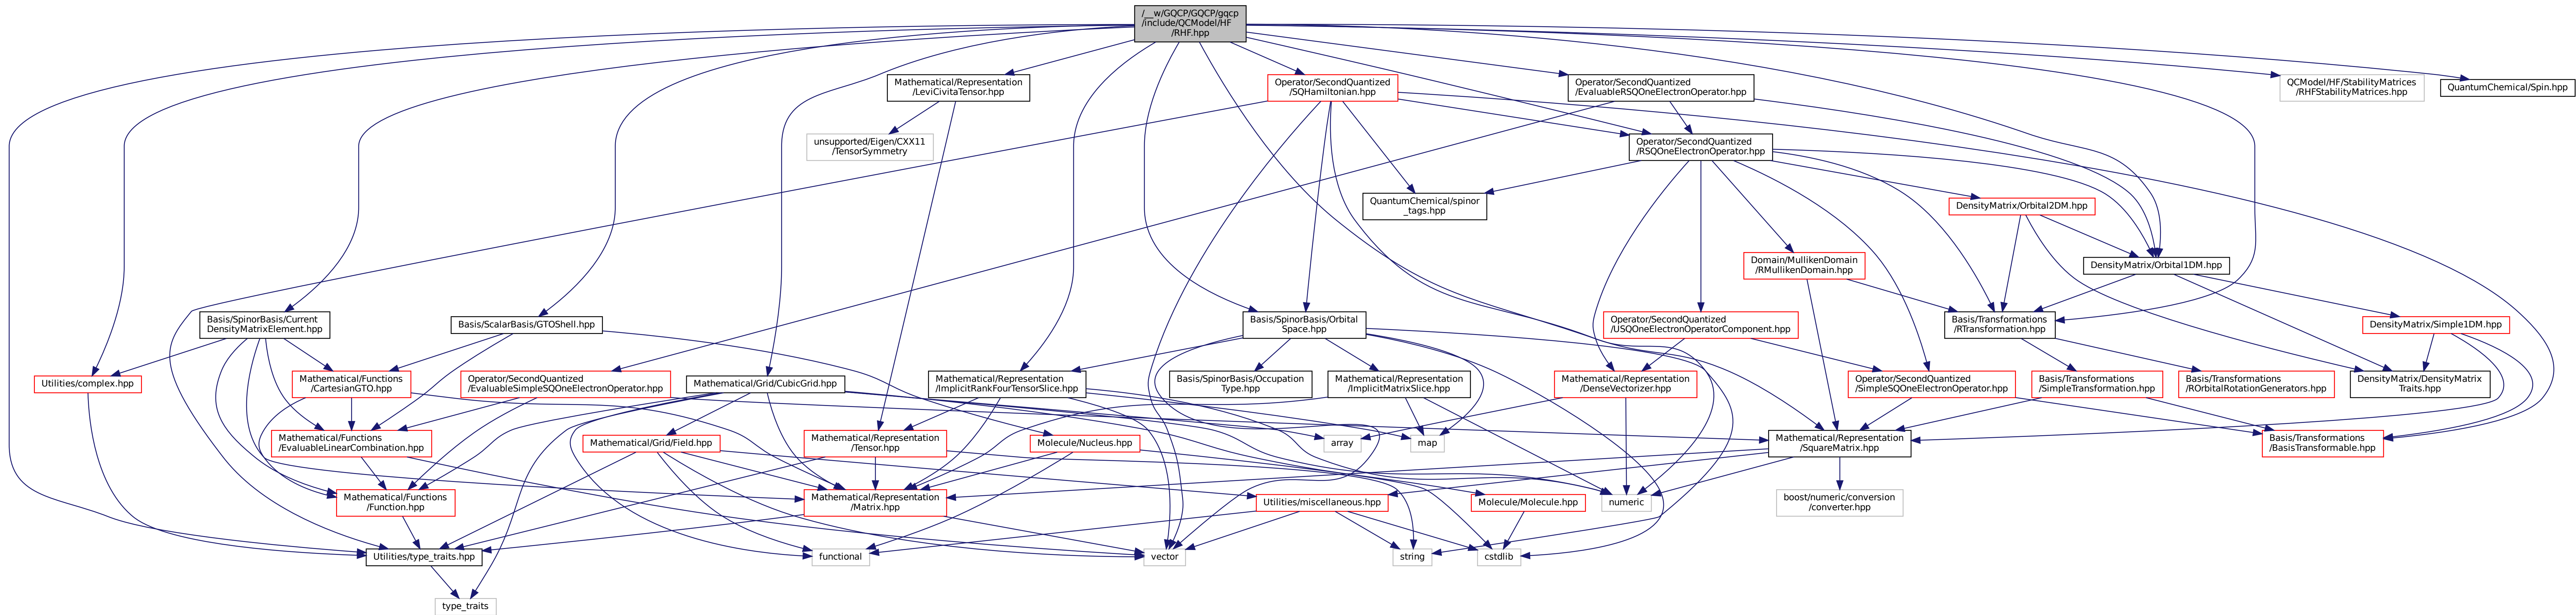 /__w/GQCP/GQCP/gqcp
/include/QCModel/HF
/RHF.hpp
Mathematical/Representation
/LeviCivitaTensor.hpp
Operator/SecondQuantized
/SQHamiltonian.hpp
Operator/SecondQuantized
/EvaluableRSQOneElectronOperator.hpp
QCModel/HF/StabilityMatrices
/RHFStabilityMatrices.hpp
QuantumChemical/Spin.hpp
unsupported/Eigen/CXX11
/TensorSymmetry
Operator/SecondQuantized
/RSQOneElectronOperator.hpp
QuantumChemical/spinor
_tags.hpp
DensityMatrix/Orbital2DM.hpp
Domain/MullikenDomain
/RMullikenDomain.hpp
DensityMatrix/Orbital1DM.hpp
Basis/SpinorBasis/Current
DensityMatrixElement.hpp
Basis/ScalarBasis/GTOShell.hpp
Basis/SpinorBasis/Orbital
Space.hpp
Operator/SecondQuantized
/USQOneElectronOperatorComponent.hpp
Basis/Transformations
/RTransformation.hpp
DensityMatrix/Simple1DM.hpp
Utilities/complex.hpp
Mathematical/Functions
/CartesianGTO.hpp
Operator/SecondQuantized
/EvaluableSimpleSQOneElectronOperator.hpp
Mathematical/Grid/CubicGrid.hpp
Mathematical/Representation
/ImplicitRankFourTensorSlice.hpp
Basis/SpinorBasis/Occupation
Type.hpp
Mathematical/Representation
/ImplicitMatrixSlice.hpp
Mathematical/Representation
/DenseVectorizer.hpp
Operator/SecondQuantized
/SimpleSQOneElectronOperator.hpp
Basis/Transformations
/SimpleTransformation.hpp
Basis/Transformations
/ROrbitalRotationGenerators.hpp
DensityMatrix/DensityMatrix
Traits.hpp
Mathematical/Functions
/EvaluableLinearCombination.hpp
Mathematical/Grid/Field.hpp
Mathematical/Representation
/Tensor.hpp
Molecule/Nucleus.hpp
array
map
Mathematical/Representation
/SquareMatrix.hpp
Basis/Transformations
/BasisTransformable.hpp
Mathematical/Functions
/Function.hpp
Mathematical/Representation
/Matrix.hpp
Utilities/miscellaneous.hpp
Molecule/Molecule.hpp
numeric
boost/numeric/conversion
/converter.hpp
Utilities/type_traits.hpp
functional
vector
string
cstdlib
type_traits